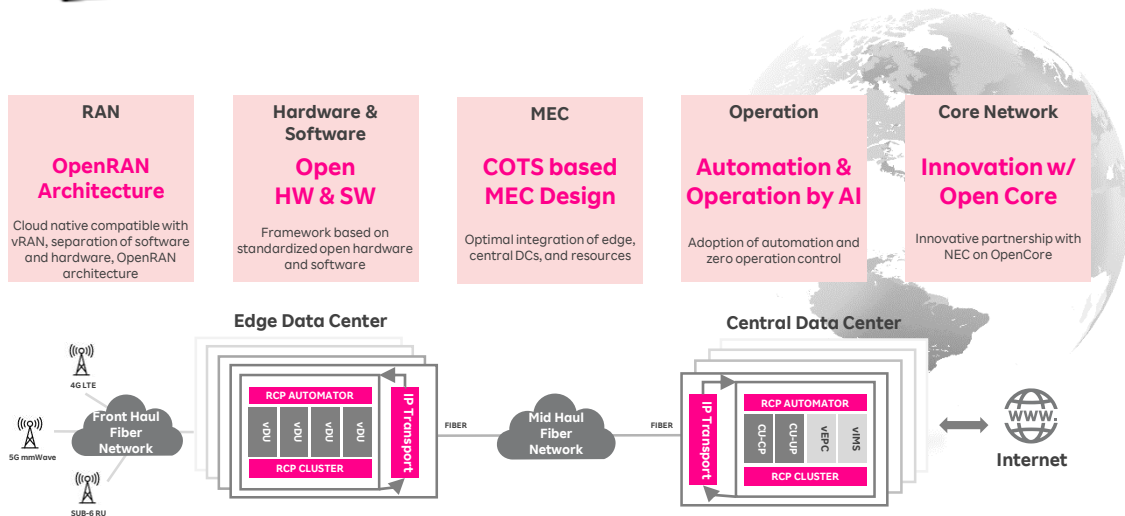 RAN
OpenRAN
Architecture
Cloud native compatible with
vRAN, separation of software
and hardware, OpenRAN
architecture
Hardware &
Software
Open
HW & SW
Framework based on
standardized open hardware
and software
MEC
COTS based
MEC Design
Optimal integration of edge,
central DCs, and resources
Operation
Automation &
Operation by AI
Adoption of automation and
zero operation control
Core Network
Innovation w/
Open Core
Innovative partnership with
NEC on OpenCore
4G LTE
5G mmWave
SUB-6 RU
Front Haul
Fiber
Network
Edge Data Center
RCP AUTOMATOR
vDU
vDU
vDU
vDU
RCP CLUSTER
IP Transport
FIBER
Mid Haul
Fiber
Network
FIBER
Central Data Center
IP Transport
RCP AUTOMATOR
CU-CP
CU-UP
vEPC
vIMS
RCP CLUSTER
WWW.
Internet